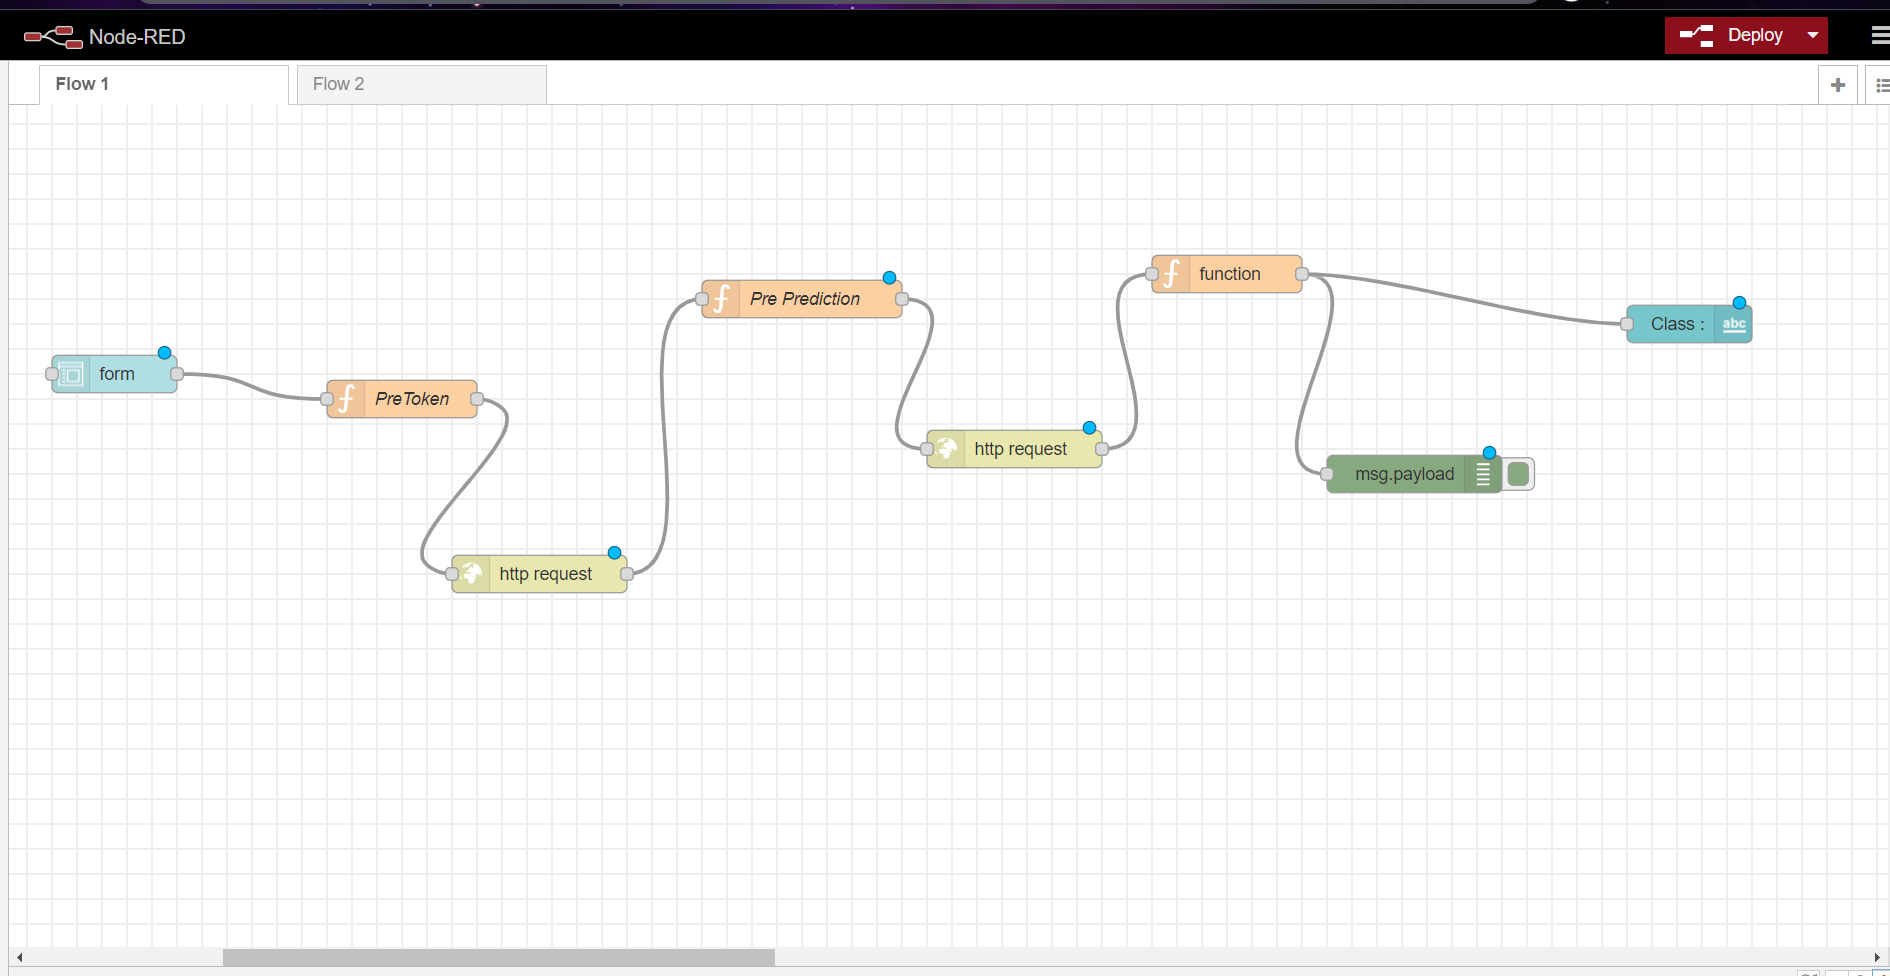 Node-RED
Deploy
Flow 1
Flow 2
function
Pre Prediction
Class :
abc
form
PreToken
http request
msg.payload
http request